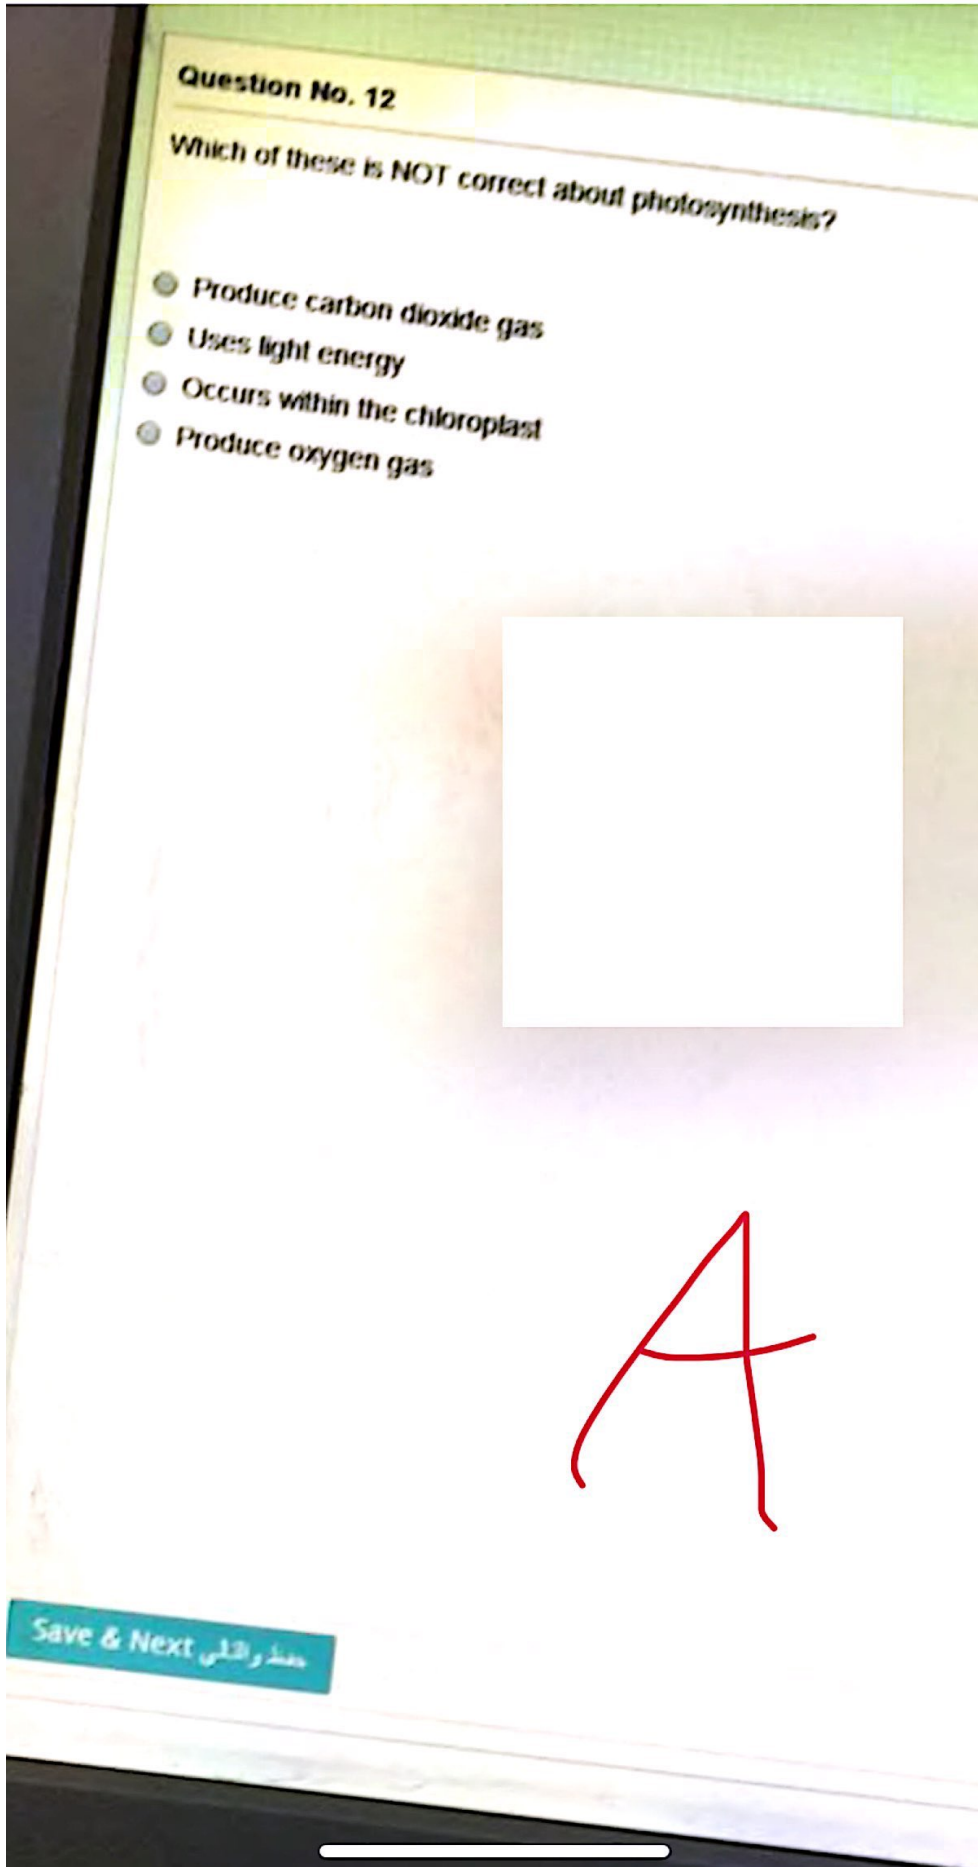 Question No. 12
Which of these is NOT correct about photosynthesis?
Produce carbon dioxide gas
Uses light energy
Occurs within the chloroplast
Produce oxygen gas
A
Save & Next حفظ والتالي